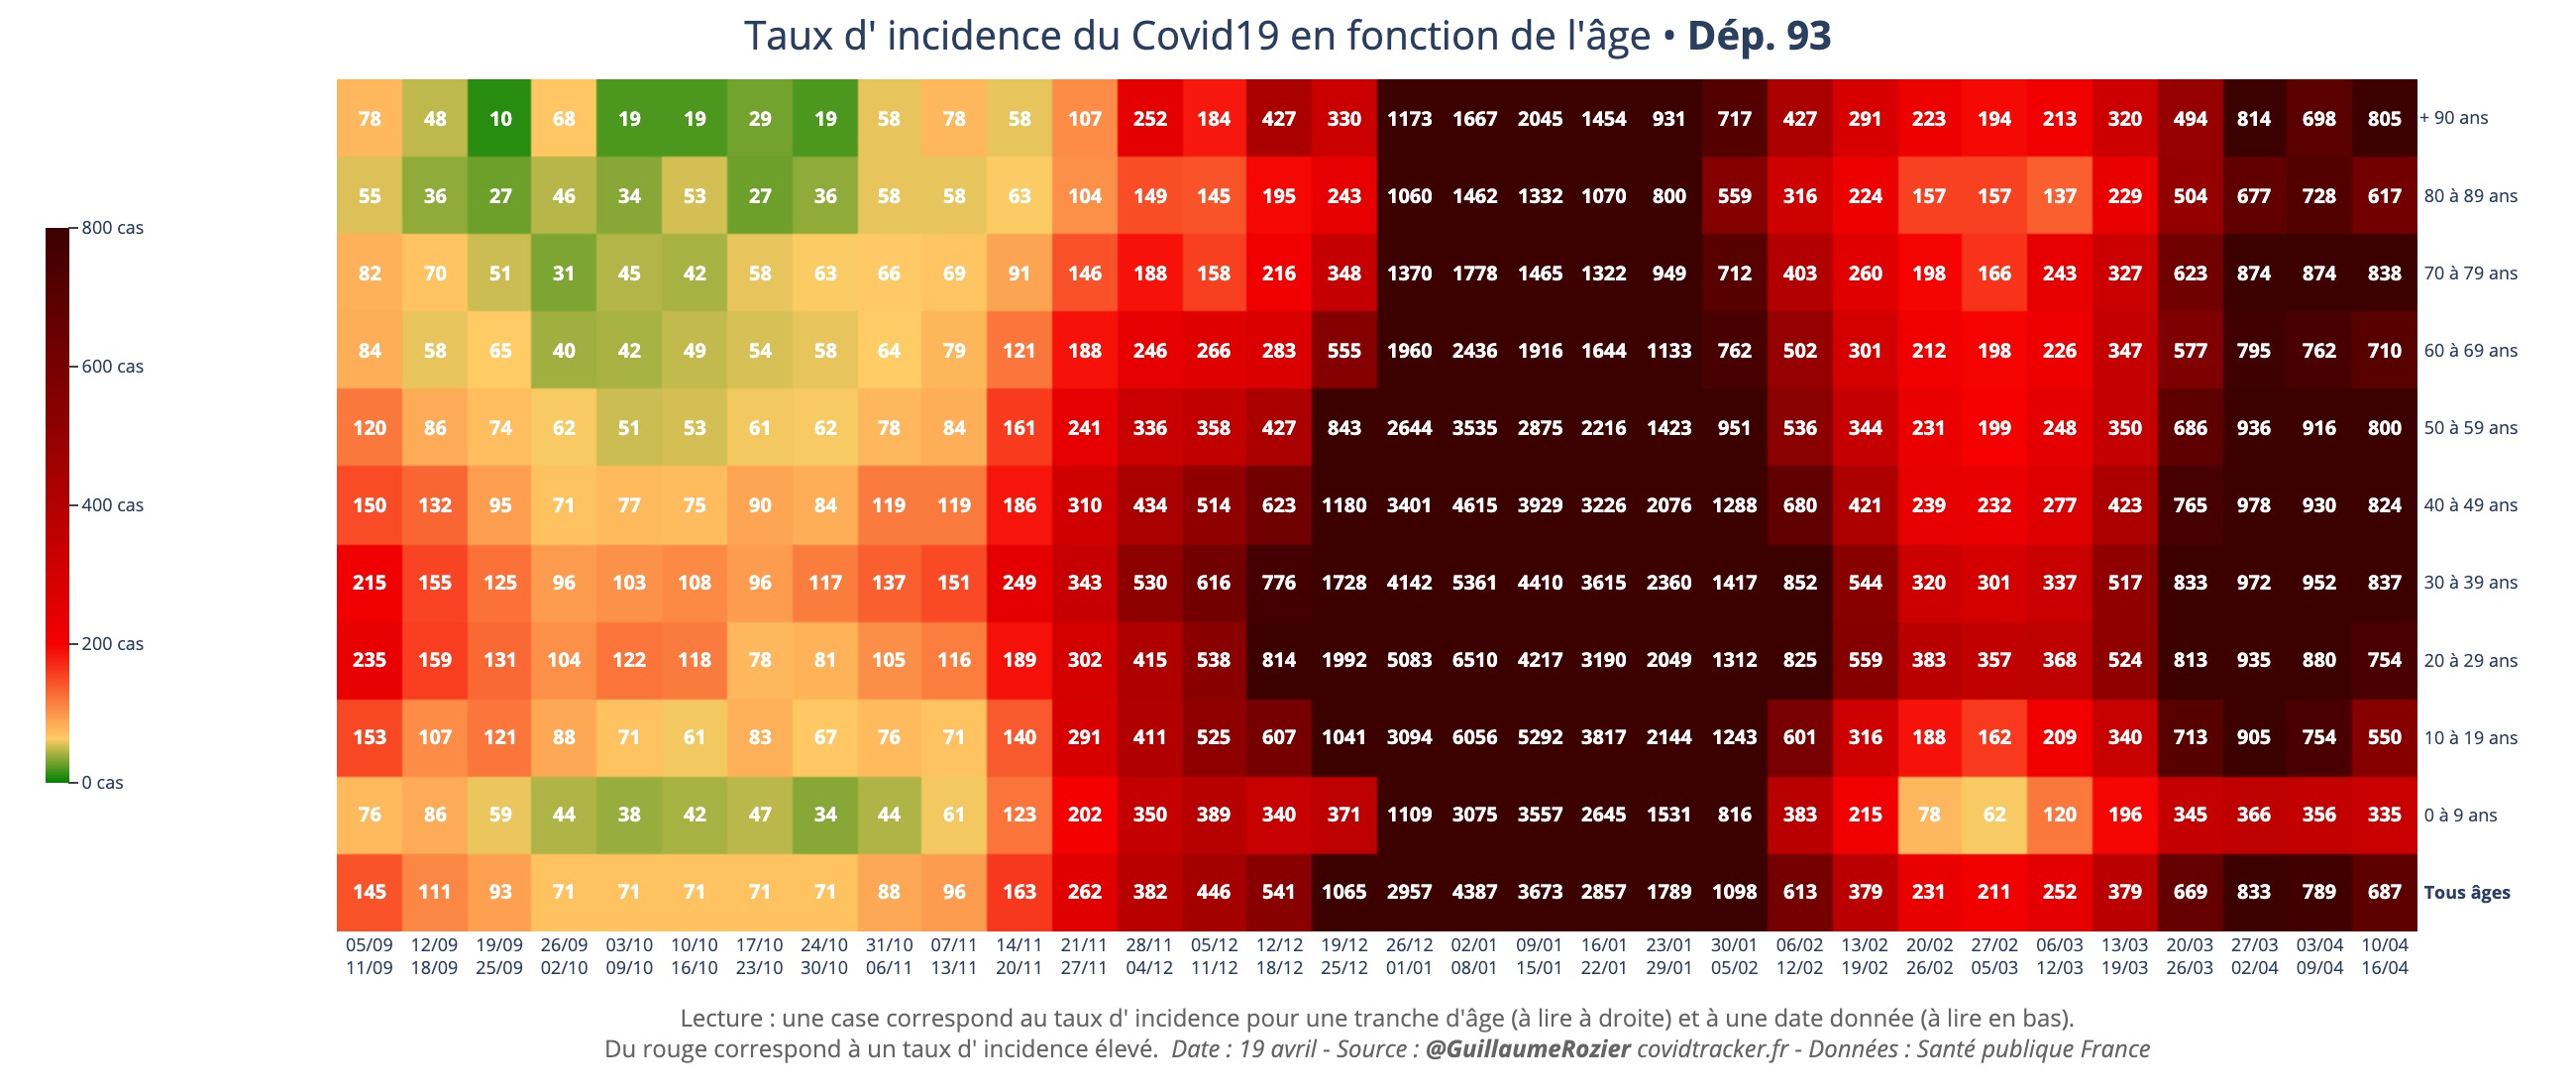 Taux d' incidence du Covid19 en fonction de l'âge • Dép. 93
78 48 10 68 19 19 29 19 58 78 58 107 252 184 427 330 1173 1667 2045 1454 931 717 427 291 223 194 213 320 494 814 698 805 + 90 ans
55 36 27 46 34 53 27 36 58 58 63 104 149 145 195 243 1060 1462 1332 1070 800 559 316 224 157 157 137 229 504 677 728 617 80 à 89 ans
800 cas
82 70 51 31 45 42 58 63 66 69 91 146 188 158 216 348 1370 1778 1465 1322 949 712 403 260 198 166 243 327 623 874 874 838 70 à 79 ans
84 58 65 40 42 49 54 58 64 79 121 188 246 266 283 555 1960 2436 1916 1644 1133 762 502 301 212 198 226 347 577 795 762 710 60 à 69 ans
600 cas
120 86 74 62 51 53 61 62 78 84 161 241 336 358 427 843 2644 3535 2875 2216 1423 951 536 344 231 199 248 350 686 936 916 800 50 à 59 ans
400 cas
150 132 95 71 77 75 90 84 119 119 186 310 434 514 623 1180 3401 4615 3929 3226 2076 1288 680 421 239 232 277 423 765 978 930 824 40 à 49 ans
215 155 125 96 103 108 96 117 137 151 249 343 530 616 776 1728 4142 5361 4410 3615 2360 1417 852 544 320 301 337 517 833 972 952 837 30 à 39 ans
200 cas
235 159 131 104 122 118 78 81 105 116 189 302 415 538 814 1992 5083 6510 4217 3190 2049 1312 825 559 383 357 368 524 813 935 880 754 20 à 29 ans
153 107 121 88 71 61 83 67 76 71 140 291 411 525 607 1041 3094 6056 5292 3817 2144 1243 601 316 188 162 209 340 713 905 754 550 10 à 19 ans
0 cas
76 86 59 44 38 42 47 34 44 61 123 202 350 389 340 371 1109 3075 3557 2645 1531 816 383 215 78 62 120 196 345 366 356 335 0 à 9 ans
145 111 93 71 71 71 71 71 88 96 163 262 382 446 541 1065 2957 4387 3673 2857 1789 1098 613 379 231 211 252 379 669 833 789 687 Tous âges
05/09 12/09 19/09 26/09 03/10 10/10 17/10 24/10 31/10 07/11 14/11 21/11 28/11 05/12 12/12 19/12 26/12 02/01 09/01 16/01 23/01 30/01 06/02 13/02 20/02 27/02 06/03 13/03 20/03 27/03 03/04 10/04
11/09 18/09 25/09 02/10 09/10 16/10 23/10 30/10 06/11 13/11 20/11 27/11 04/12 11/12 18/12 25/12 01/01 08/01 15/01 22/01 29/01 05/02 12/02 19/02 26/02 05/03 12/03 19/03 26/03 02/04 09/04 16/04
Lecture : une case correspond au taux d' incidence pour une tranche d'âge (à lire à droite) et à une date donnée (à lire en bas).
Du rouge correspond à un taux d' incidence élevé. Date : 19 avril - Source : @GuillaumeRozier covidtracker.fr - Données : Santé publique France